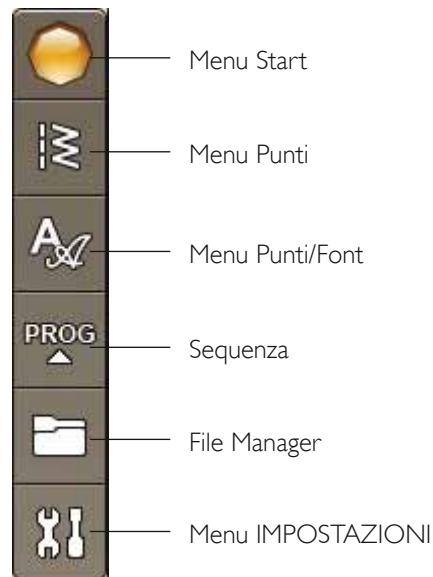 Menu Start
Menu Punti
A A
Menu Punti/Font
PROG
Sequenza
File Manager
Menu IMPOSTAZIONI